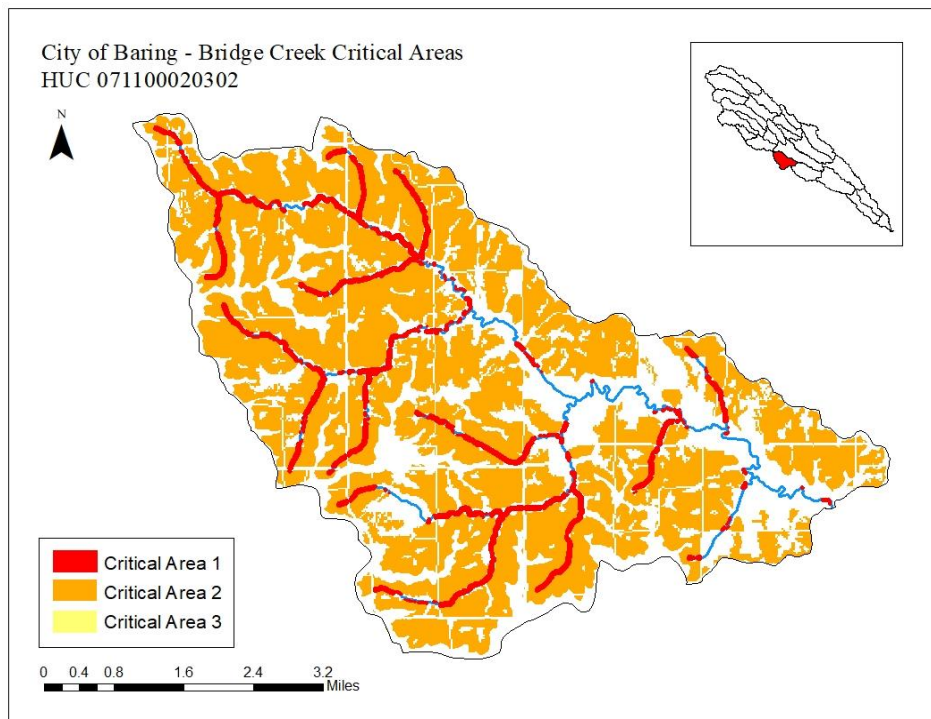 City of Baring - Bridge Creek Critical Areas
HUC 071100020302
N
Critical Area 1
Critical Area 2
Critical Area 3
0 0.4 0.8 1.6 2.4 3.2
Miles